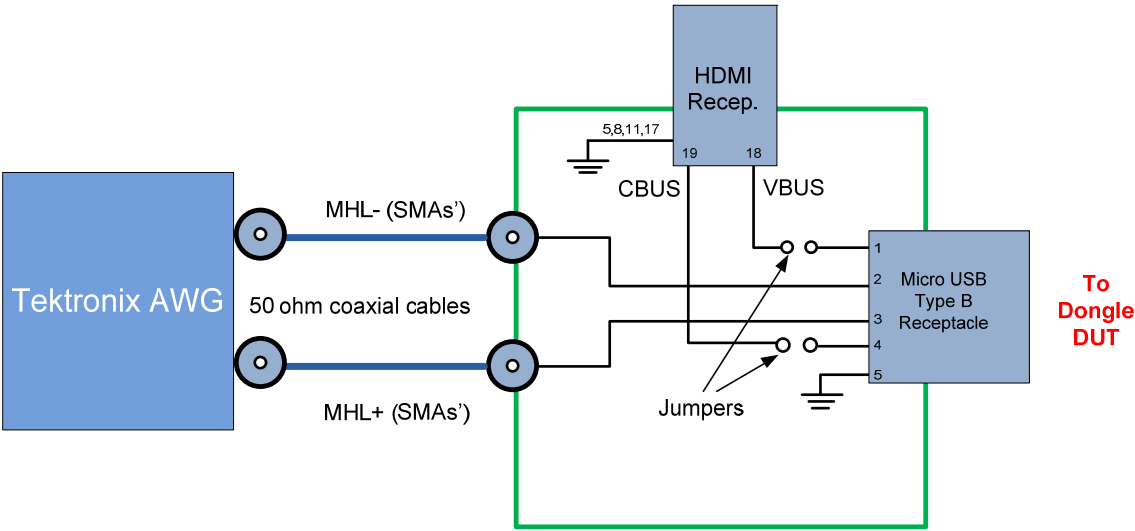 HDMI
Recep.
5,8,11,17
19
18
CBUS
VBUS
MHL- (SMAs’)
Tektronix AWG
50 ohm coaxial cables
MHL+ (SMAs’)
1
2
3
4
5
Micro USB
Type B
Receptacle
To
Dongle
DUT
Jumpers